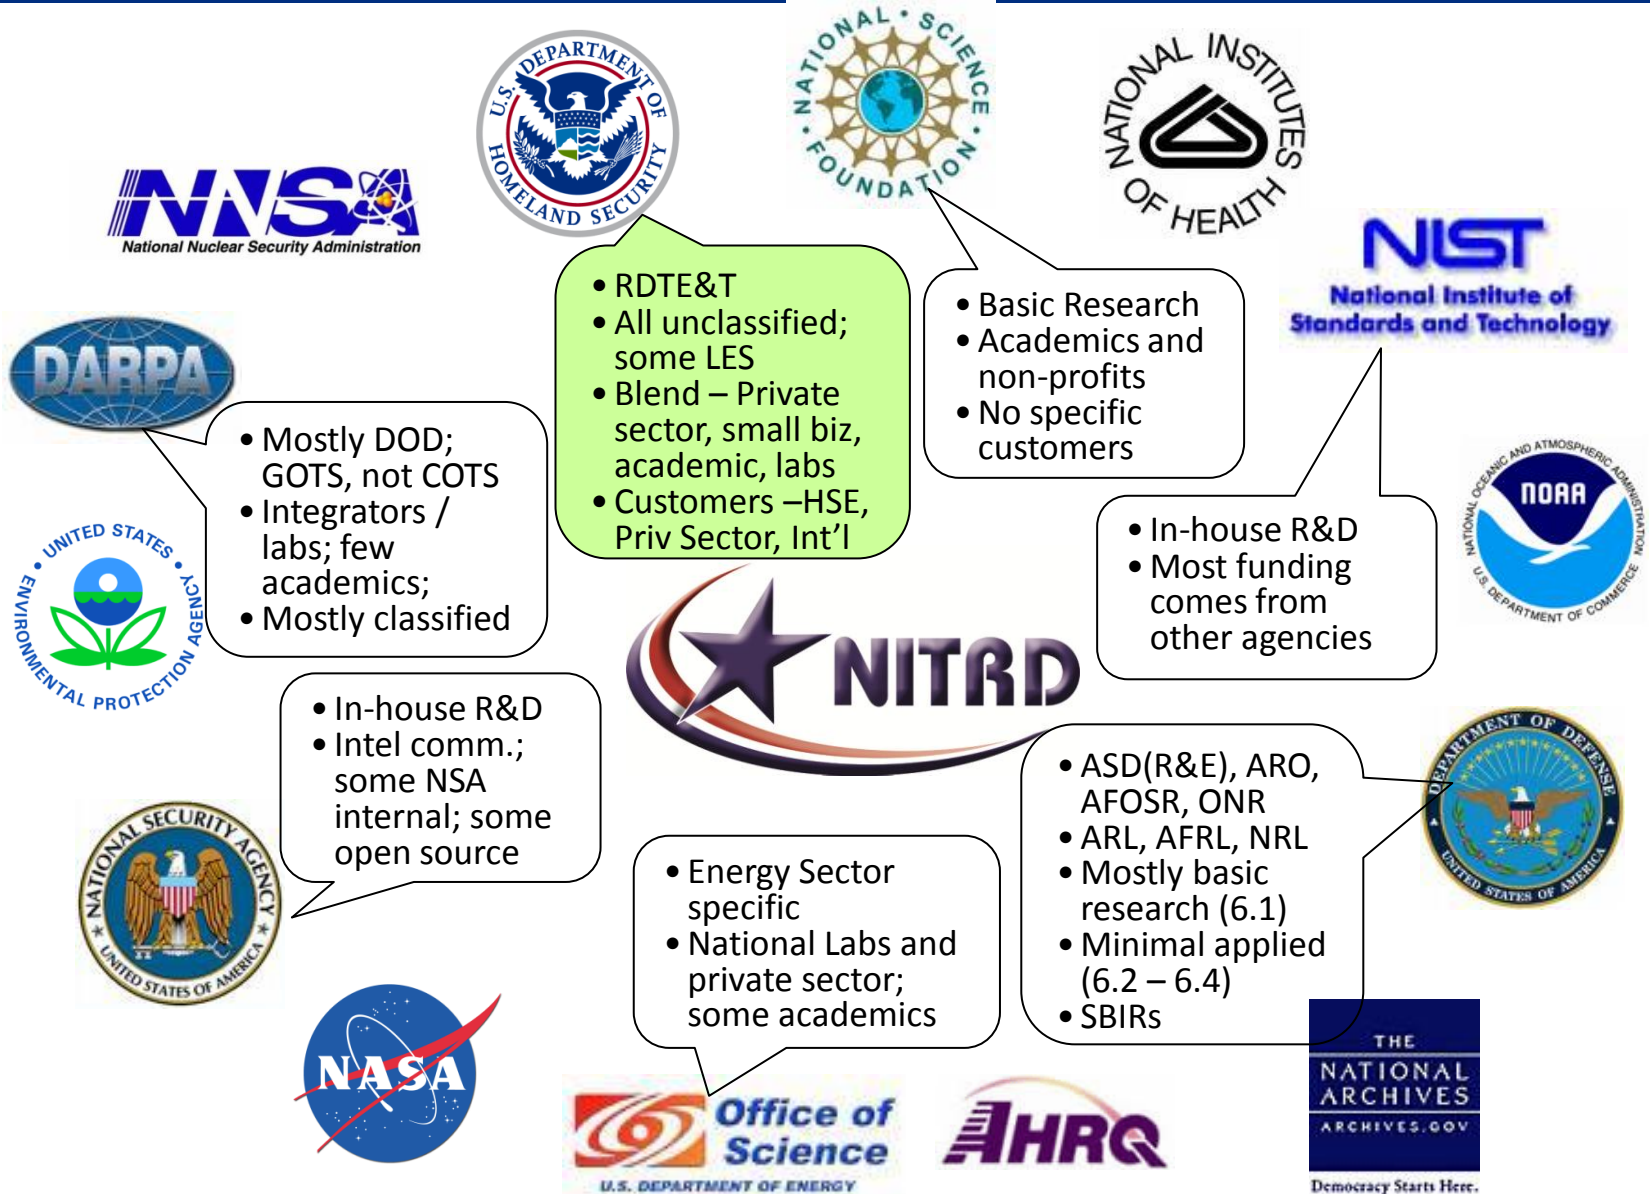 U.S. DEPARTMENT OF
HOMELAND SECURITY
NATIONAL • SCIENCE
• FOUNDATION •
NATIONAL INSTITUTES
OF HEALTH
NNSA
National Nuclear Security Administration
NIST
National Institute of
Standards and Technology
DARPA
• RDTE&T
• All unclassified;
some LES
• Blend – Private
sector, small biz,
academic, labs
• Customers –HSE,
Priv Sector, Int’l
• Basic Research
• Academics and
non-profits
• No specific
customers
• Mostly DOD;
GOTS, not COTS
• Integrators /
labs; few
academics;
• Mostly classified
NATIONAL OCEANIC AND ATMOSPHERIC ADMINISTRATION
NOAA
U.S. DEPARTMENT OF COMMERCE
• In-house R&D
• Most funding
comes from
other agencies
• UNITED STATES •
ENVIRONMENTAL PROTECTION AGENCY
NITRD
• In-house R&D
• Intel comm.;
some NSA
internal; some
open source
• ASD(R&E), ARO,
AFOSR, ONR
• ARL, AFRL, NRL
• Mostly basic
research (6.1)
• Minimal applied
(6.2 – 6.4)
• SBIRs
DEPARTMENT OF DEFENSE
UNITED STATES OF AMERICA
NATIONAL SECURITY AGENCY
UNITED STATES OF AMERICA
• Energy Sector
specific
• National Labs and
private sector;
some academics
NASA
Office of
Science
U.S. DEPARTMENT OF ENERGY
AHRQ
THE
NATIONAL
ARCHIVES
ARCHIVES.GOV
Democracy Starts Here.